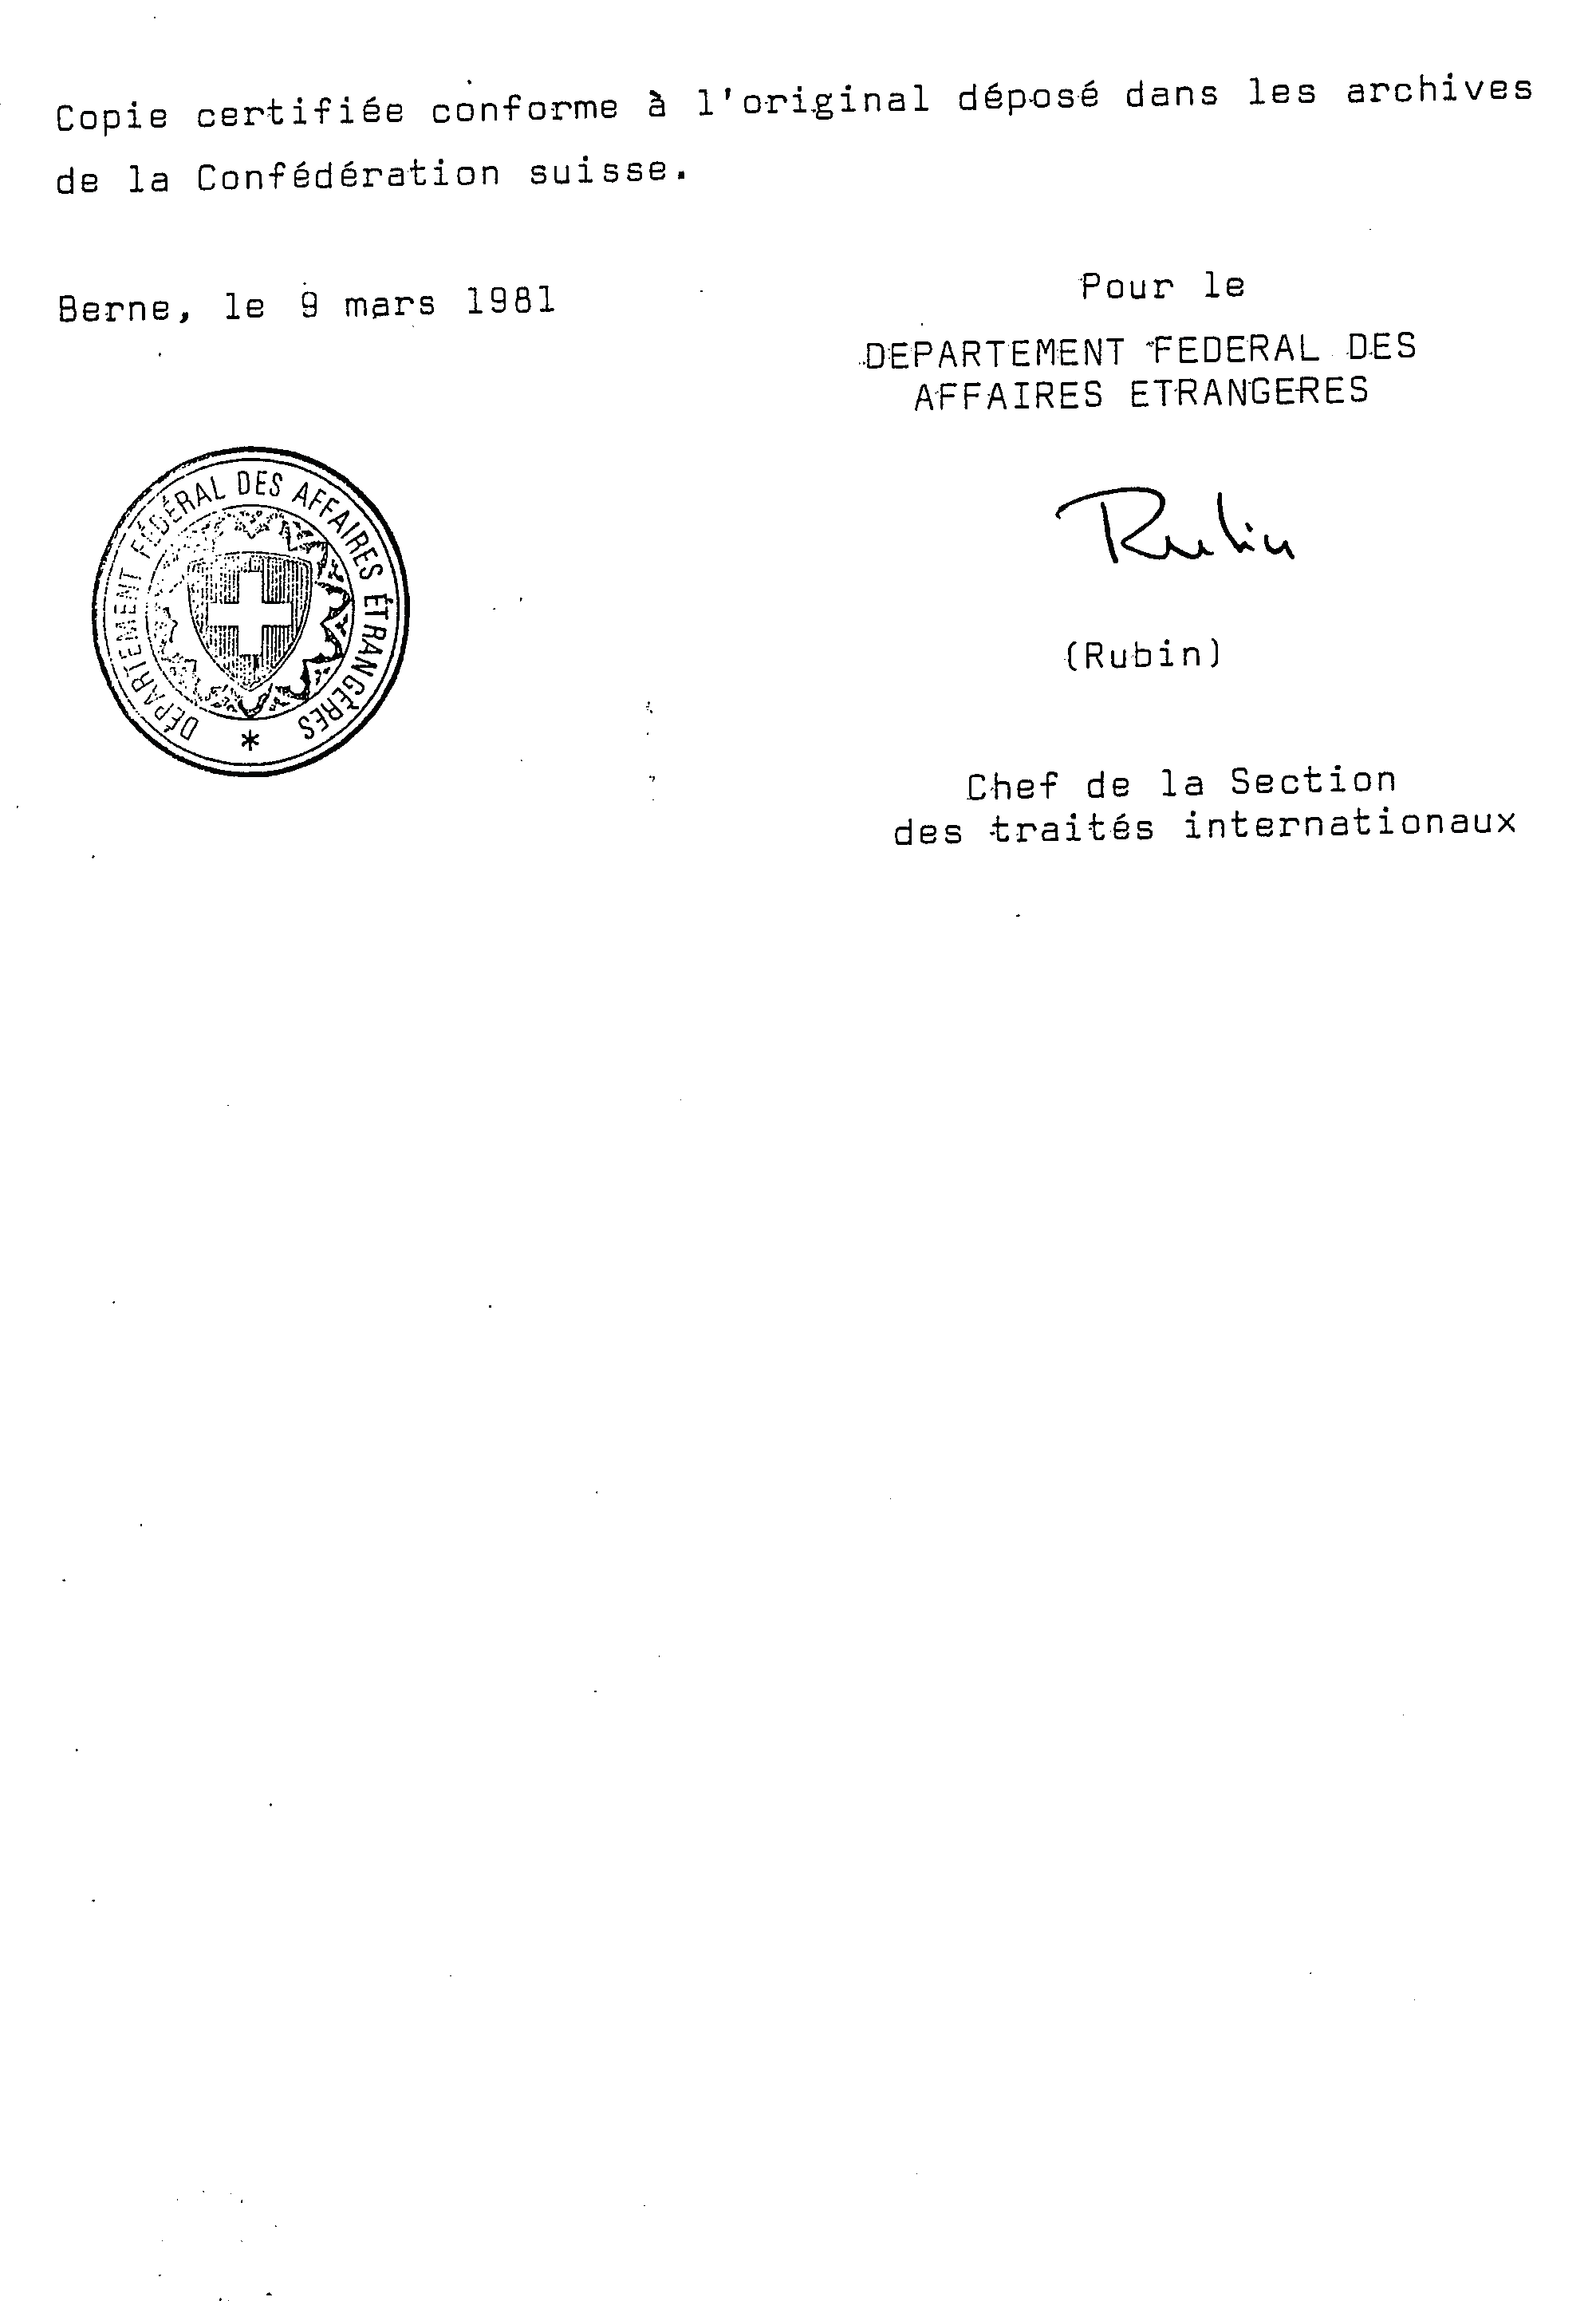 Copie certifiée conforme à l'original déposé dans les archives
de la Confédération suisse.
Berne, le 9 mars 1981
Pour le
DEPARTEMENT FEDERAL DES
AFFAIRES ETRANGERES
DÉPARTEMENT FÉDÉRAL DES AFFAIRES ÉTRANGÈRES *
Rubin
(Rubin)
Chef de la Section
des traités internationaux